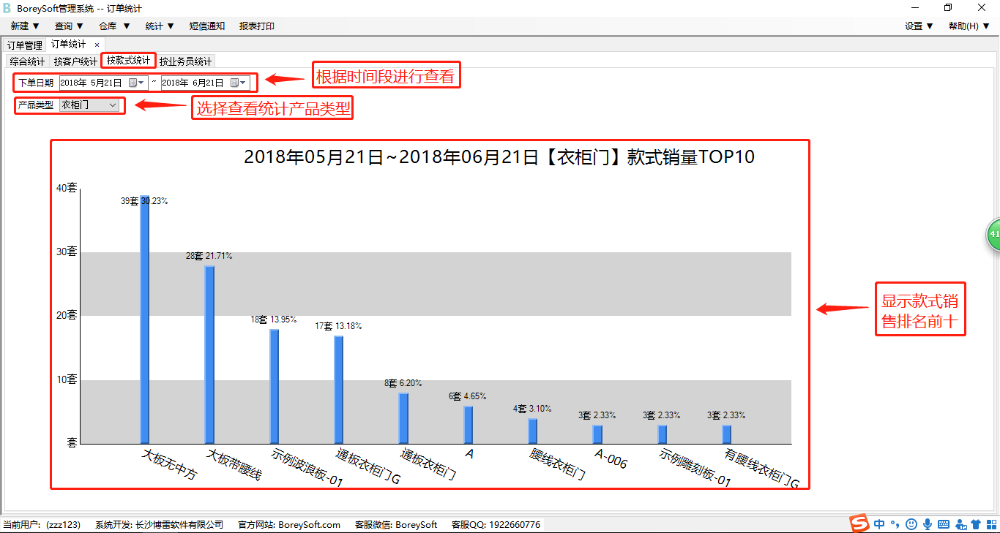 BoreySoft管理系统 -- 订单统计
新建 ▼ 查询 ▼ 仓库 ▼ 统计 ▼ 短信通知 报表打印 设置 ▼ 帮助(H) ▼
订单管理 订单统计 ×
综合统计 按客户统计 按款式统计 按业务员统计
下单日期 2018年 5月21日 ~ 2018年 6月21日 根据时间段进行查看
产品类型 衣柜门 选择查看统计产品类型
2018年05月21日~2018年06月21日【衣柜门】款式销量TOP10
40套
39套 30.23%
41
30套
28套 21.71%
显示款式销
售排名前十
20套
18套 13.95%
17套 13.18%
10套
8套 6.20%
6套 4.65%
4套 3.10%
3套 2.33%
3套 2.33%
3套 2.33%
套
大板无中方
大板带腰线
示例波浪板-01
通板衣柜门G
通板衣柜门
A
腰线衣柜门
A-006
示例雕刻板-01
有腰线衣柜门G
当前用户: (zzz123) 系统开发: 长沙博雷软件有限公司 官方网站: BoreySoft.com 客服微信: BoreySoft 客服QQ: 1922660776 中